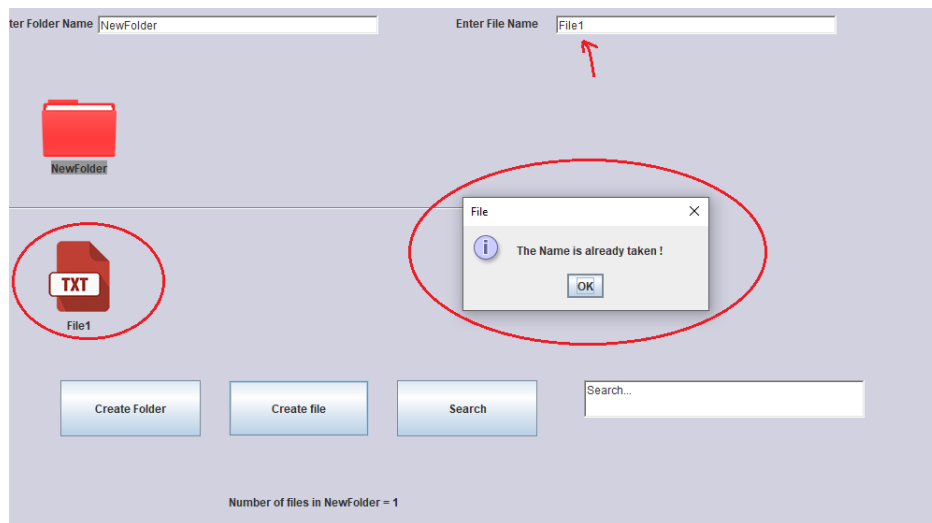 ter Folder Name NewFolder Enter File Name File1
NewFolder
File
The Name is already taken !
OK
TXT
File1
Create Folder Create file Search Search...
Number of files in NewFolder = 1